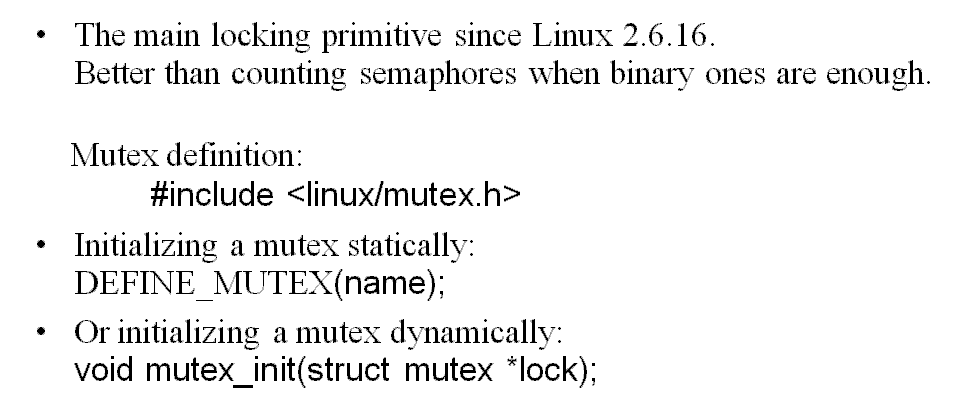 • The main locking primitive since Linux 2.6.16.
Better than counting semaphores when binary ones are enough.
Mutex definition:
#include <linux/mutex.h>
• Initializing a mutex statically:
DEFINE_MUTEX(name);
• Or initializing a mutex dynamically:
void mutex_init(struct mutex *lock);